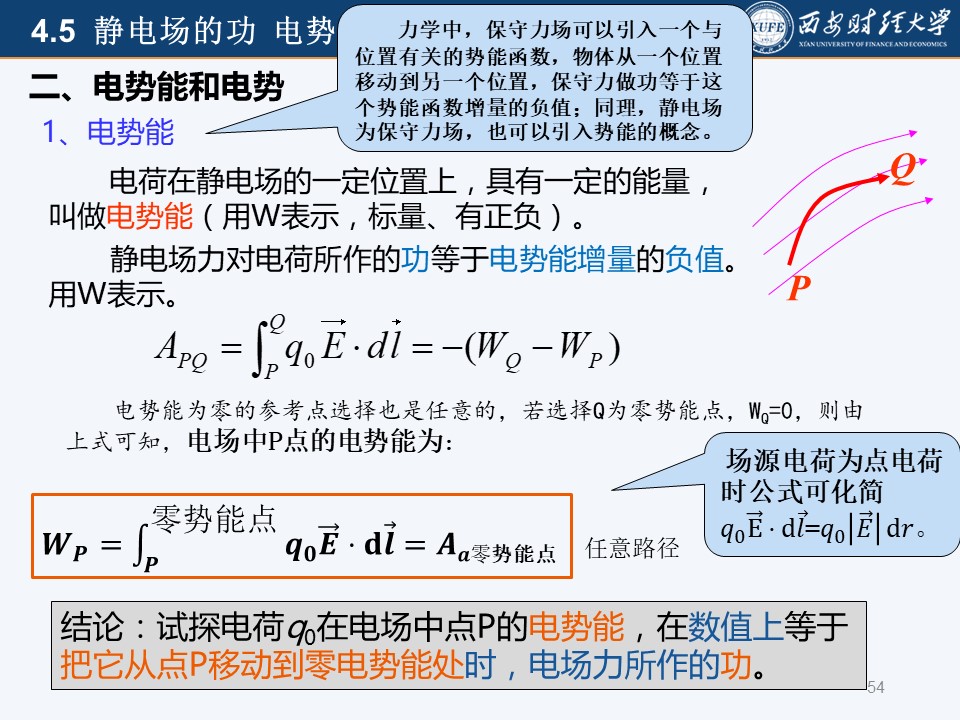 4.5 静电场的功 电势
西安财经大学
XI'AN UNIVERSITY OF FINANCE AND ECONOMICS
XUFE
力学中，保守力场可以引入一个与
位置有关的势能函数，物体从一个位置
移动到另一个位置，保守力做功等于这
个势能函数增量的负值；同理，静电场
为保守力场，也可以引入势能的概念。
二、电势能和电势
1、电势能
电荷在静电场的一定位置上，具有一定的能量，
叫做电势能（用W表示，标量、有正负）。
静电场力对电荷所作的功等于电势能增量的负值。
用W表示。
Q
P
A_{PQ} = ∫_P^Q q_0 \vec{E} · d\vec{l} = −(W_Q − W_P)
电势能为零的参考点选择也是任意的，若选择Q为零势能点，W_Q=0，则由
上式可知，电场中P点的电势能为：
场源电荷为点电荷
时公式可化简
q_0\vec{E} · d\vec{l}=q_0|\vec{E}|dr。
W_P = ∫_P^{零势能点} q_0\vec{E} · d\vec{l} = A_{a零势能点}
任意路径
结论：试探电荷q_0在电场中点P的电势能，在数值上等于
把它从点P移动到零电势能处时，电场力所作的功。
54